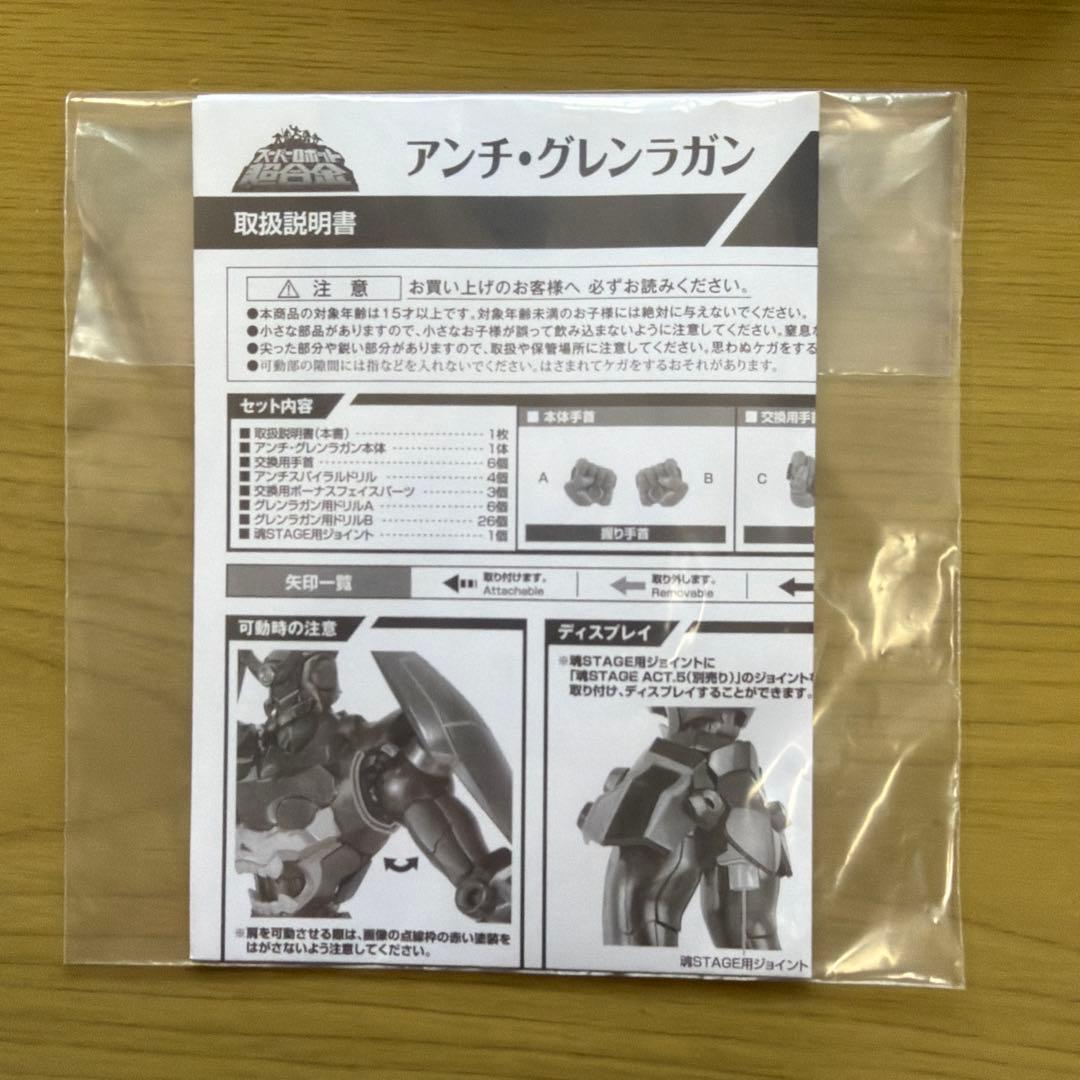 スーパーロボット
超合金
アンチ・グレンラガン
取扱説明書
注意
お買い上げのお客様へ 必ずお読みください。
●本商品の対象年齢は15才以上です。対象年齢未満のお子様には絶対に与えないでください。
●小さな部品がありますので、小さなお子様が誤って飲み込まないように注意してください。窒息
●尖った部分や鋭い部分がありますので、取扱や保管場所に注意してください。思わぬケガをする
●可動部の隙間には指などを入れないでください。はさまれてケガをするおそれがあります。
セット内容
■ 取扱説明書(本書) 1枚
■ アンチ・グレンラガン本体 1体
■ 交換用手首 6個
■ アンチスパイラルドリル 4個
■ 交換用ボーナスフェイスパーツ 3個
■ グレンラガン用ドリルA 6個
■ グレンラガン用ドリルB 26個
■ 魂STAGE用ジョイント 1個
■ 本体手首
A
B
握り手首
■ 交換用手
C
矢印一覧
取り付けます。
Attachable
取り外します。
Removable
可動時の注意
※肩を可動させる際は、画像の点線枠の赤い塗装を
はがさないよう注意してください。
ディスプレイ
※魂STAGE用ジョイントに
「魂STAGE ACT.5(別売り)」のジョイントを
取り付け、ディスプレイすることができます。
魂STAGE用ジョイント